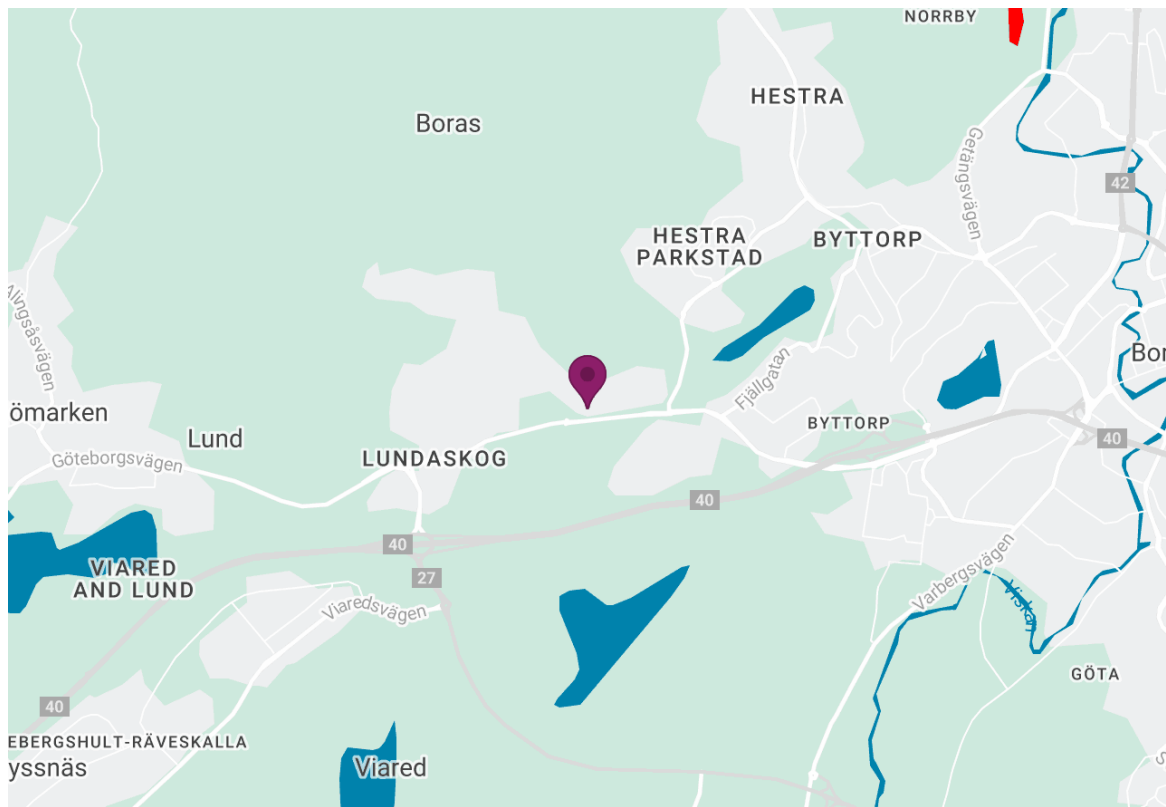 NORRBY
HESTRA
Boras
Getängsvägen
42
HESTRA
PARKSTAD
BYTTORP
Alingsåsvägen
Bor
Fjällgatan
ömarken
Lund
BYTTORP
Göteborgsvägen
LUNDASKOG
40
40
40
27
VIARED
AND LUND
Viaredsvägen
Varbergsvägen
Viskan
GÖTA
40
EBERGSHULT-RÄVESKALLA
yssnäs
Viared
S